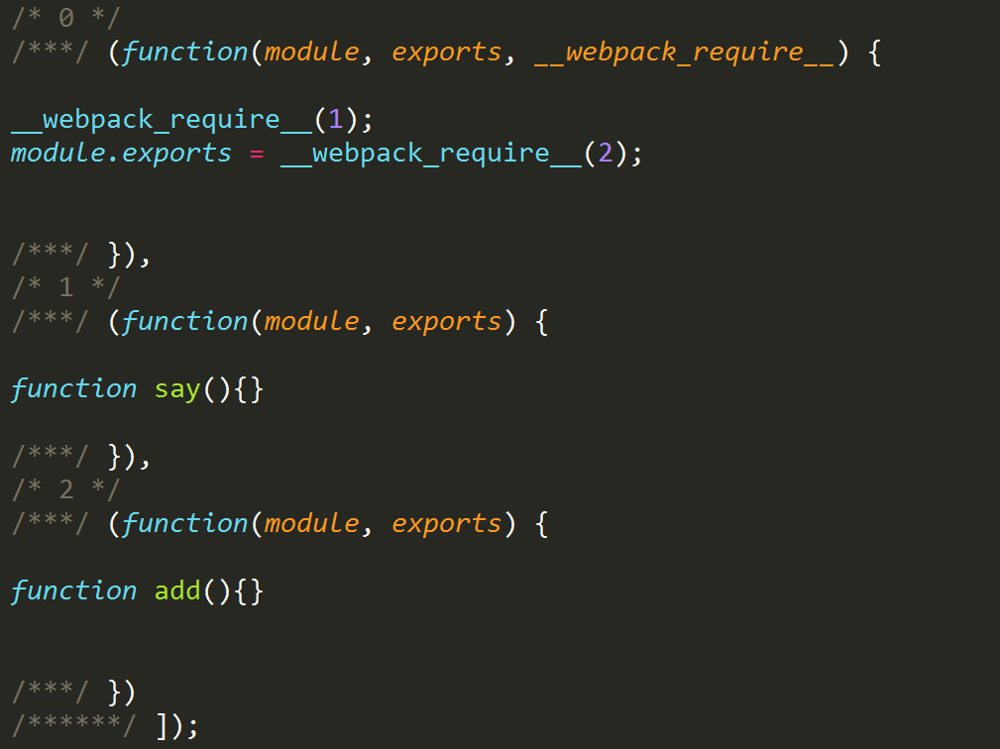 /* 0 */
/***/ (function(module, exports, __webpack_require__) {
__webpack_require__(1);
module.exports = __webpack_require__(2);
/***/ }),
/* 1 */
/***/ (function(module, exports) {
function say(){}
/***/ }),
/* 2 */
/***/ (function(module, exports) {
function add(){}
/***/ })
/******/ ]);